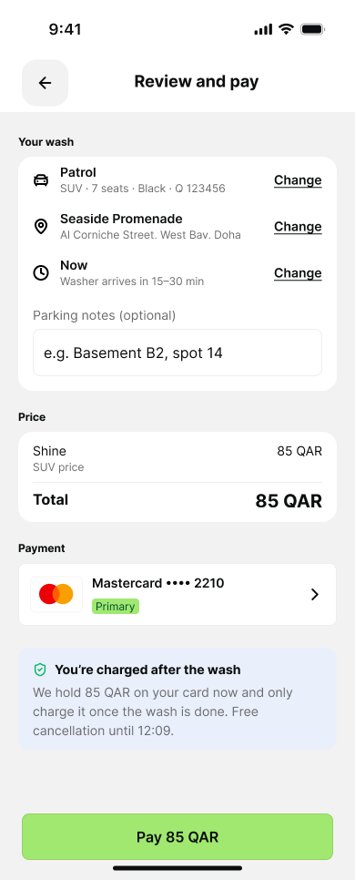 9:41
Review and pay
Your wash
Patrol
SUV · 7 seats · Black · Q 123456
Change
Seaside Promenade
Al Corniche Street, West Bay, Doha
Change
Now
Washer arrives in 15–30 min
Change
Parking notes (optional)
e.g. Basement B2, spot 14
Price
Shine
85 QAR
SUV price
Total
85 QAR
Payment
Mastercard •••• 2210
Primary
You’re charged after the wash
We hold 85 QAR on your card now and only
charge it once the wash is done. Free
cancellation until 12:09.
Pay 85 QAR